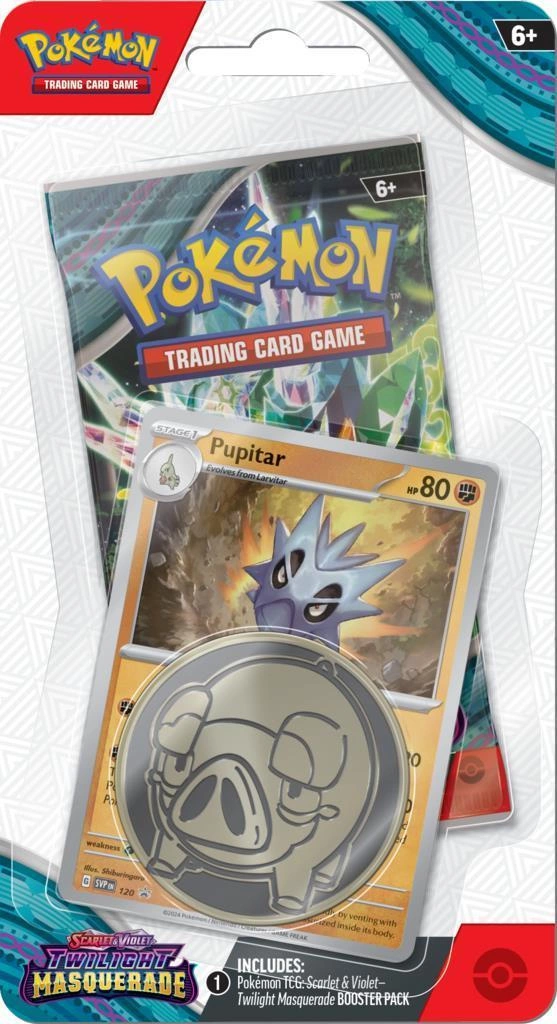 POKÉMON
TRADING CARD GAME
6+
6+
POKÉMON
TM
TRADING CARD GAME
STAGE 1
Pupitar
Evolves from Larvitar
HP 80
weakness
Illus. Shiburingaru
G SVP EN 120
by venting with
inside its body.
©2024 Pokémon / Nintendo / Creatures / GAME FREAK
SCARLET & VIOLET
TWILIGHT
MASQUERADE
INCLUDES:
1 Pokémon TCG: Scarlet & Violet–
Twilight Masquerade BOOSTER PACK